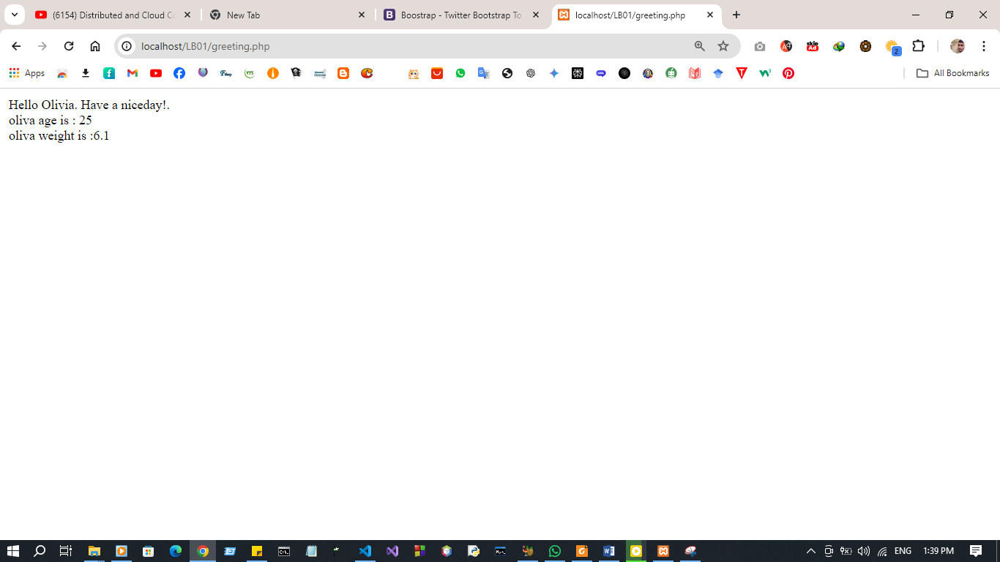 (6154) Distributed and Cloud C
New Tab
Boostrap - Twitter Bootstrap To
localhost/LB01/greeting.php
localhost/LB01/greeting.php
Apps
All Bookmarks
Hello Olivia. Have a niceday!.
oliva age is : 25
oliva weight is :6.1
ENG
1:39 PM